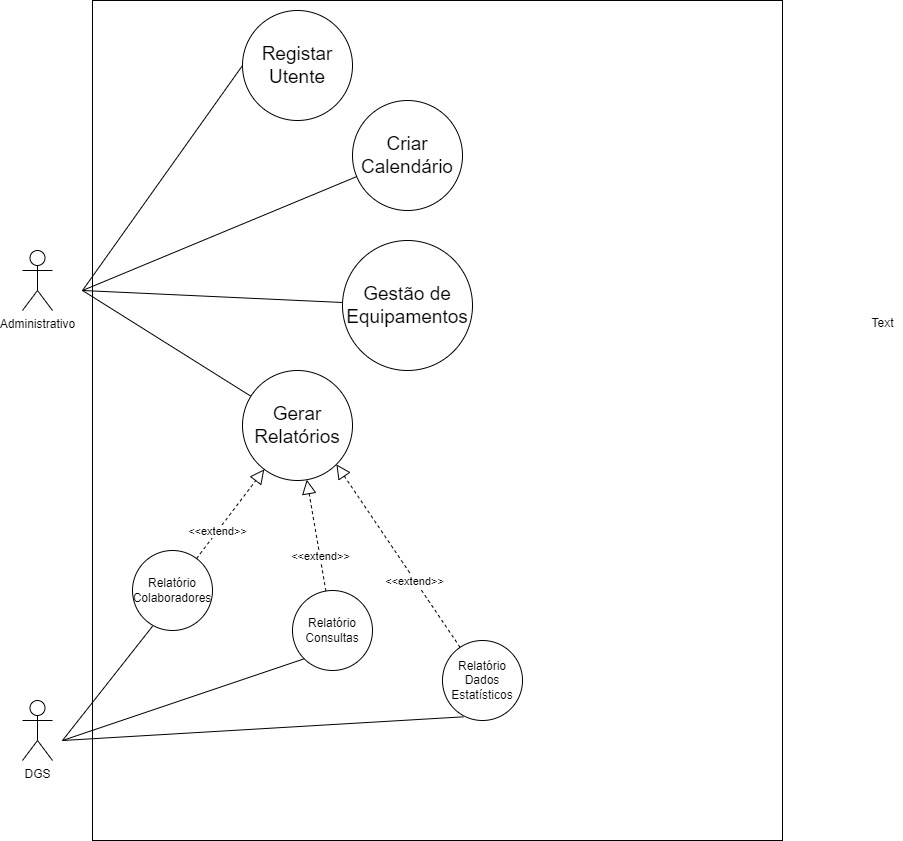 Registar
Utente
Criar
Calendário
Gestão de
Equipamentos
Administrativo
Text
Gerar
Relatórios
<<extend>>
<<extend>>
<<extend>>
Relatório
Colaboradores
Relatório
Consultas
Relatório
Dados
Estatísticos
DGS